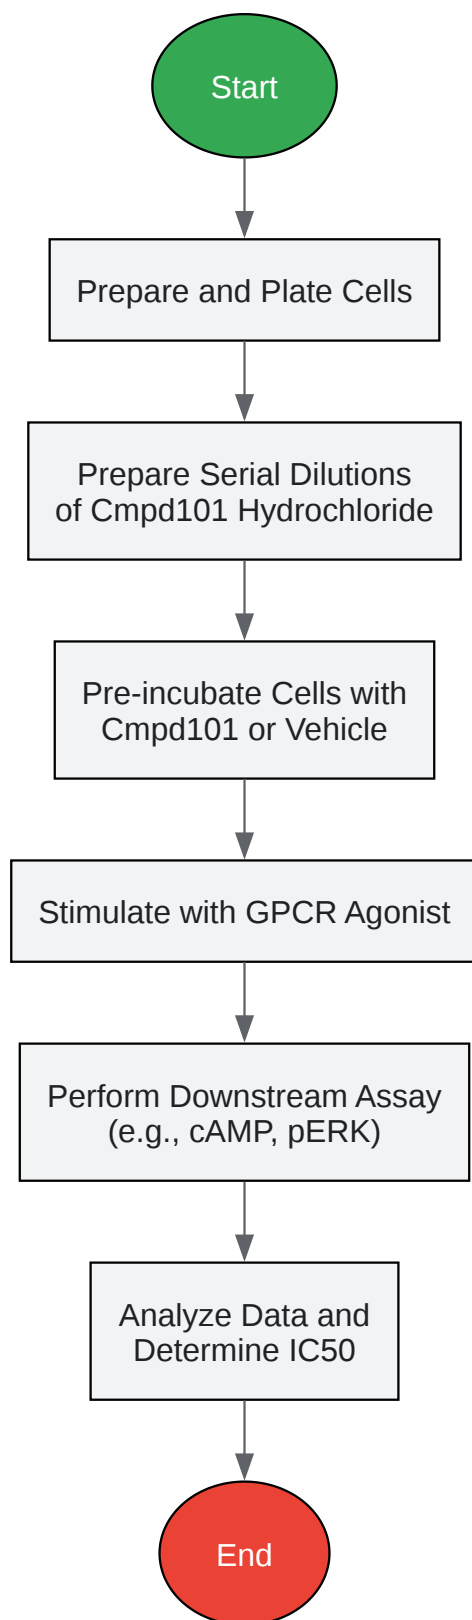 Start
Prepare and Plate Cells
Prepare Serial Dilutions
of Cmpd101 Hydrochloride
Pre-incubate Cells with
Cmpd101 or Vehicle
Stimulate with GPCR Agonist
Perform Downstream Assay
(e.g., cAMP, pERK)
Analyze Data and
Determine IC50
End